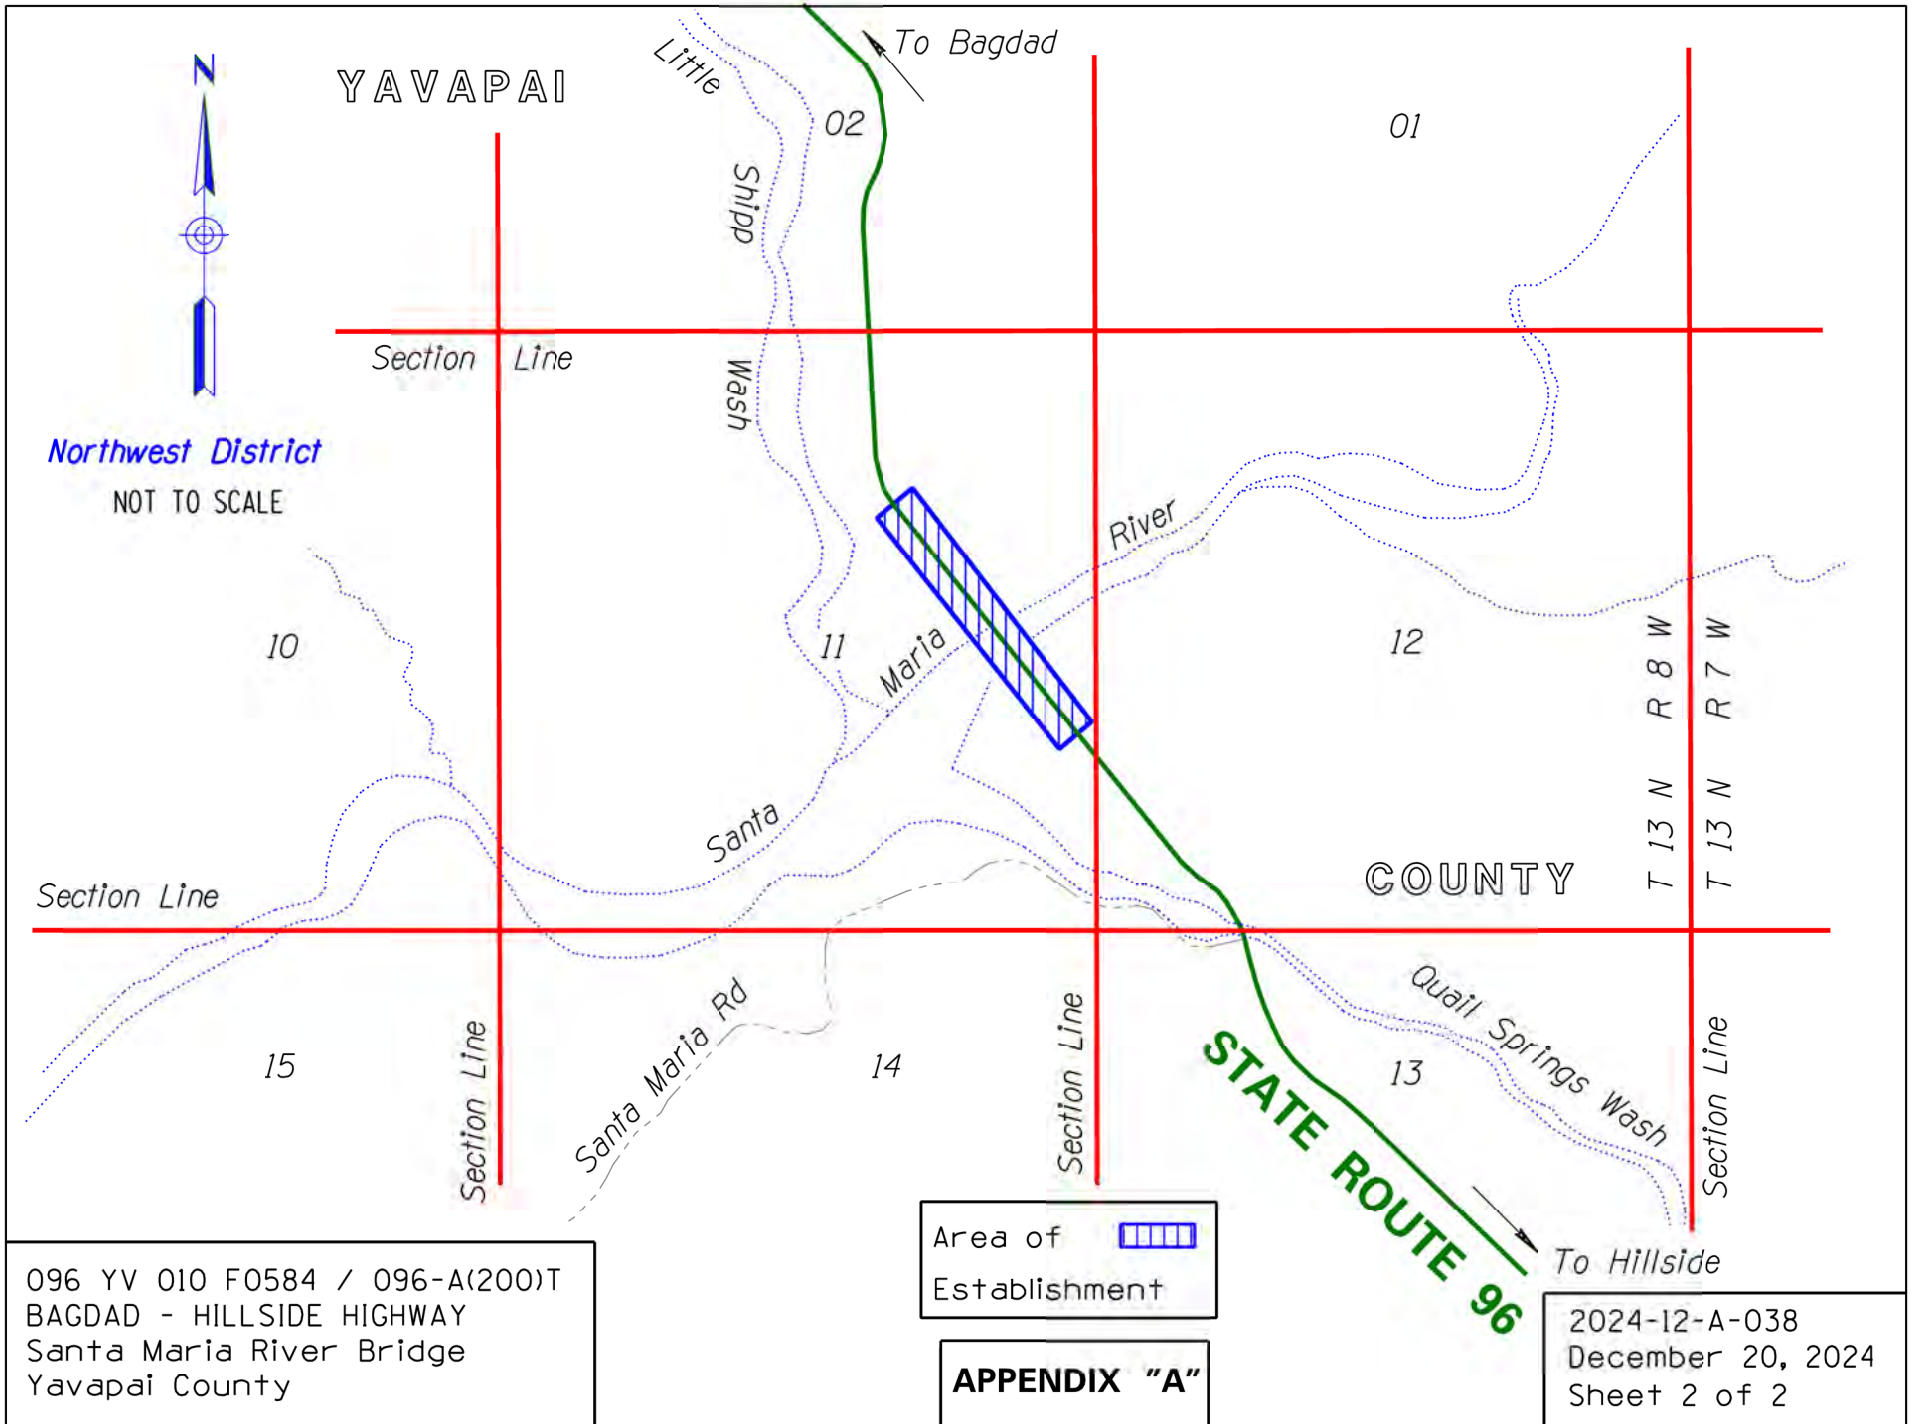 To Bagdad
N
YAVAPAI
Little
Shipp
Wash
02
01
Section Line
Northwest District
NOT TO SCALE
River
Maria
Santa
10
11
12
T 13 N R 8 W
T 13 N R 7 W
COUNTY
Section Line
Santa Maria Rd
Quail Springs Wash
15
14
13
Section Line
Section Line
Section Line
STATE ROUTE 96
To Hillside
Area of
Establishment
APPENDIX "A"
096 YV 010 F0584 / 096-A(200)T
BAGDAD - HILLSIDE HIGHWAY
Santa Maria River Bridge
Yavapai County
2024-12-A-038
December 20, 2024
Sheet 2 of 2